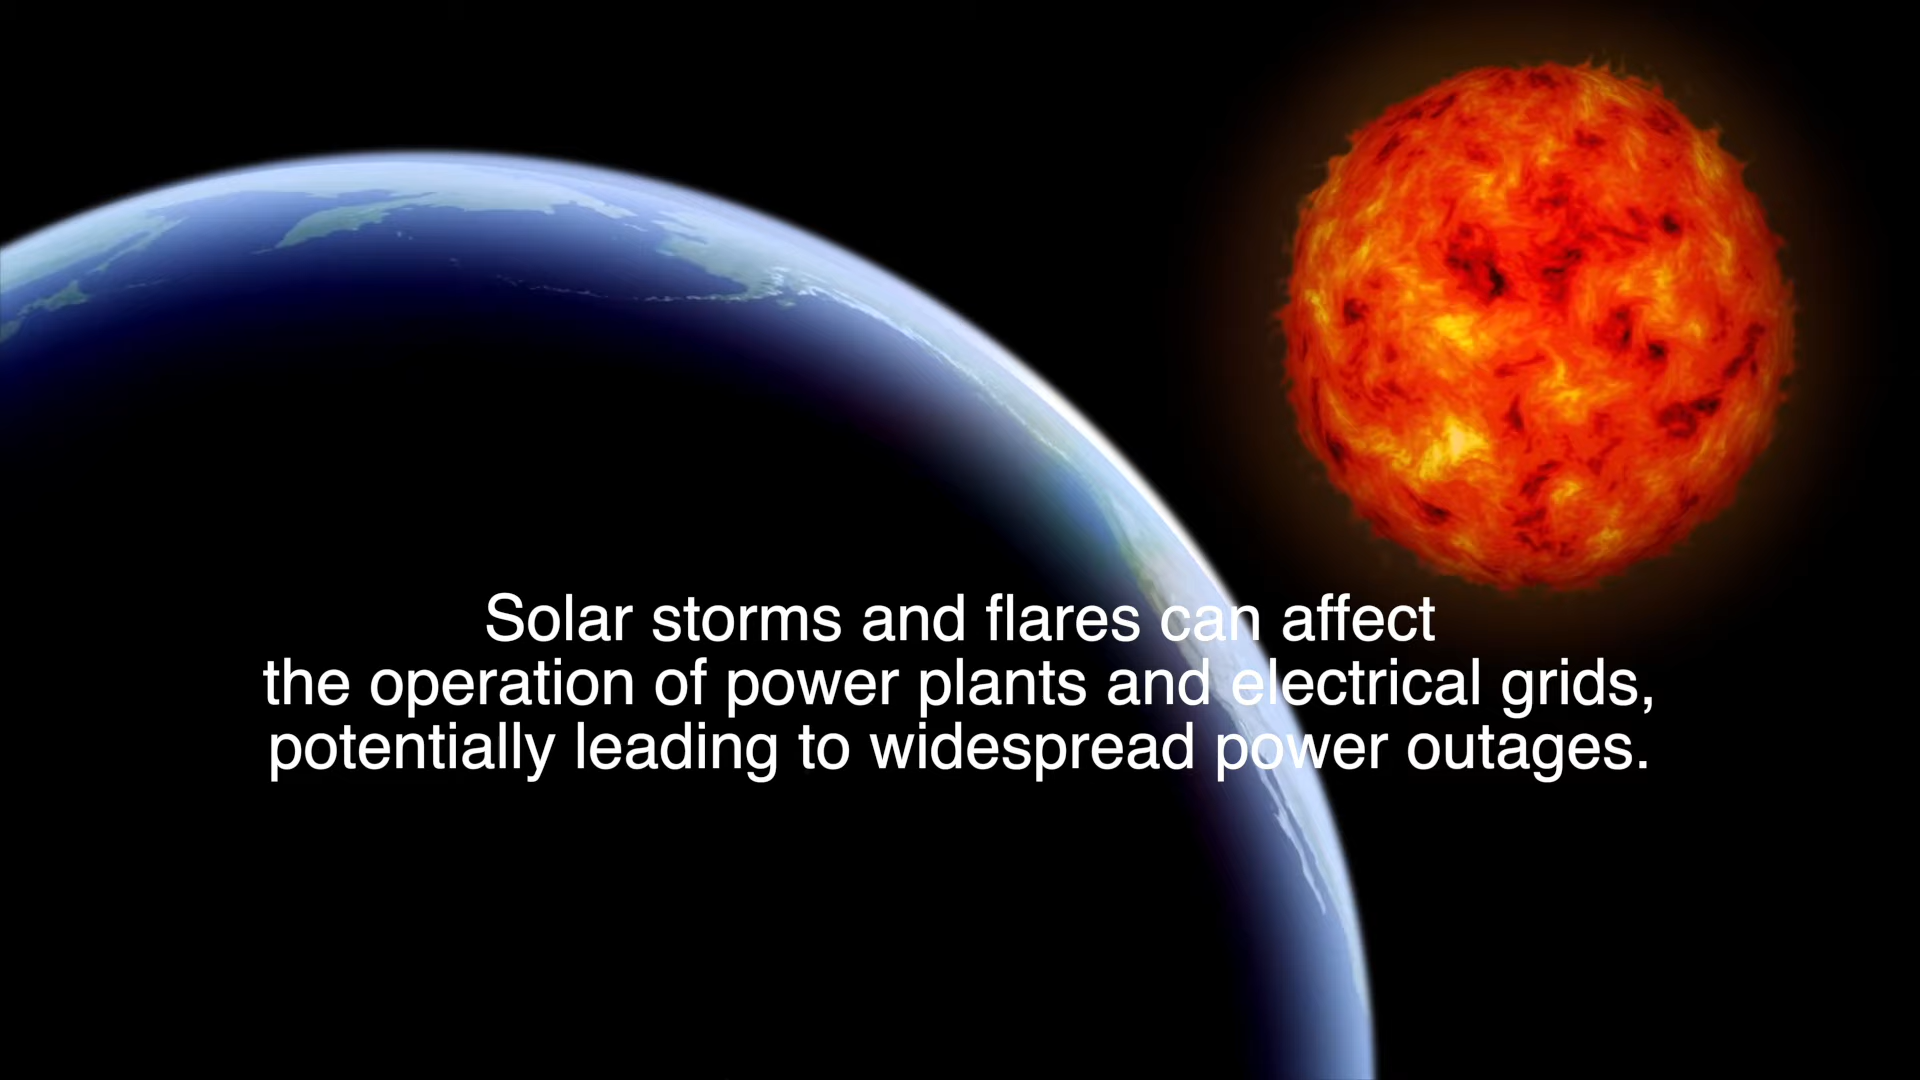 Solar storms and flares can affect
the operation of power plants and electrical grids,
potentially leading to widespread power outages.